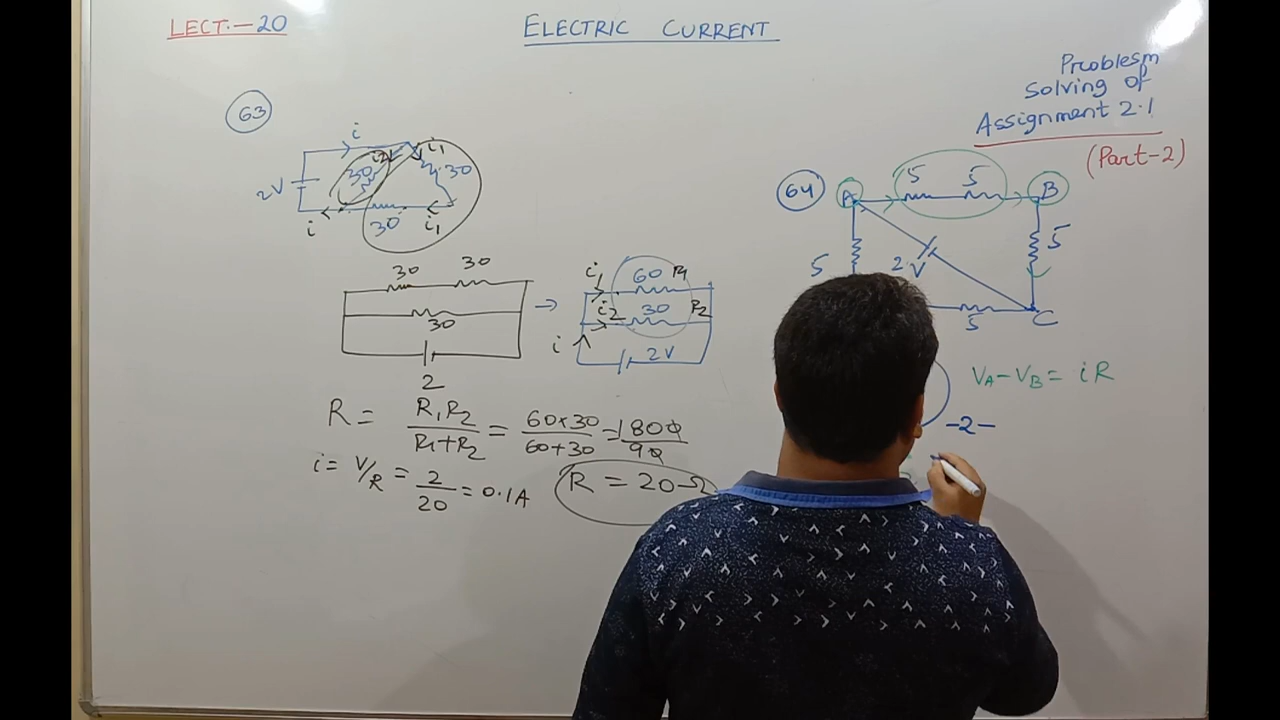 LECT.-20
ELECTRIC CURRENT
Problesm
Solving of
Assignment 2.1
(Part-2)
63
i
i2
i1
30
30
2V
30
i1
i
30 30
30
2
→
i1 60 R1
i2 30 R2
i 2V
R = R1R2 / R1+R2 = 60×30 / 60+30 = 1800 / 90
i = V/R = 2/20 = 0.1A
R = 20Ω
64
A 5 5 B
5
5
2V
5 C
VA-VB = iR
-2-